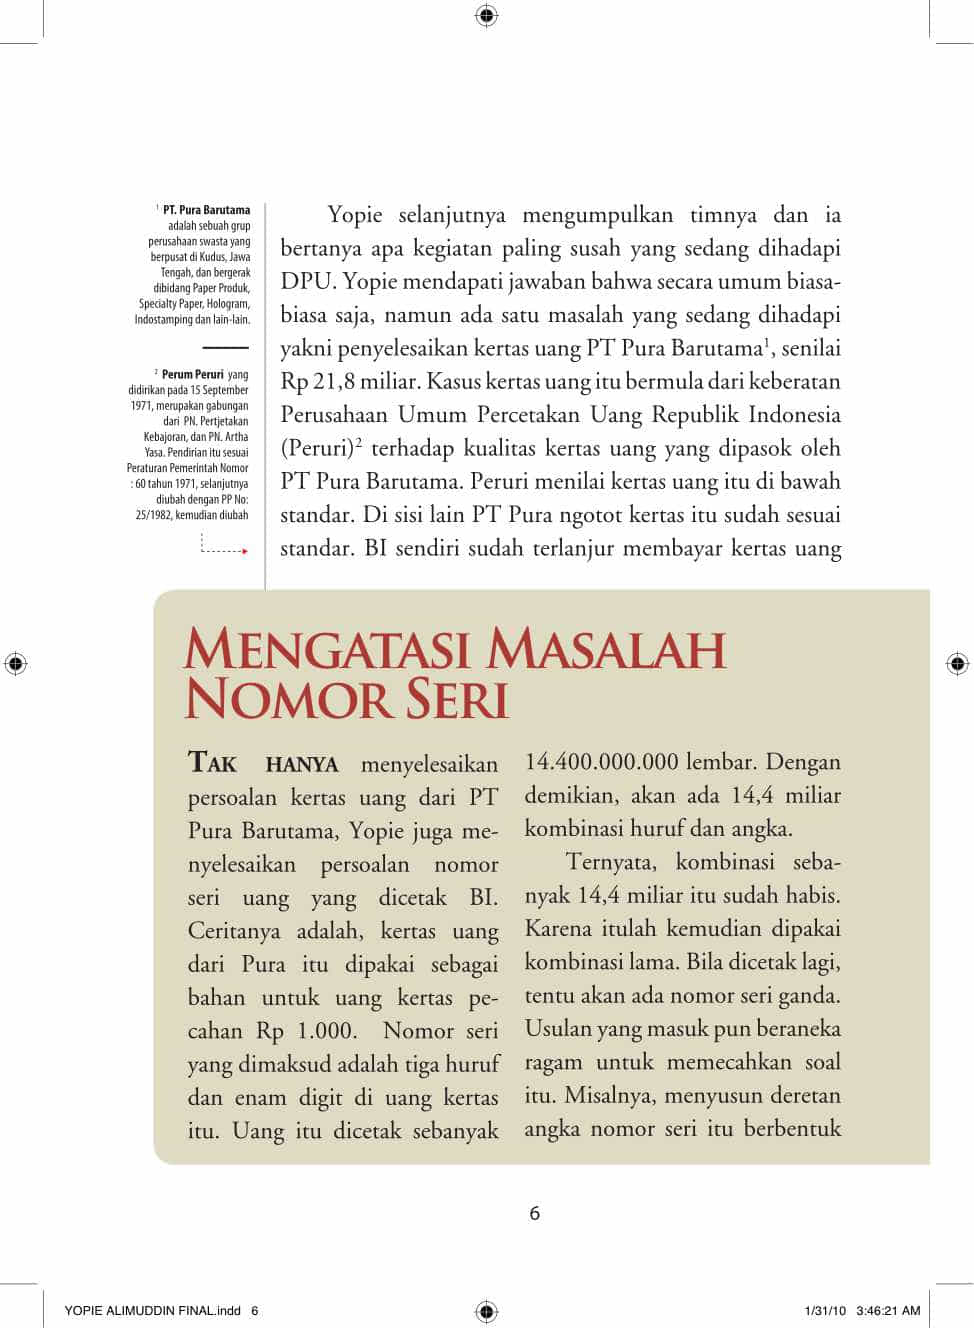 ¹ PT. Pura Barutama
adalah sebuah grup
perusahaan swasta yang
berpusat di Kudus, Jawa
Tengah, dan bergerak
dibidang Paper Produk,
Specialty Paper, Hologram,
Indostamping dan lain-lain.
² Perum Peruri yang
didirikan pada 15 September
1971, merupakan gabungan
dari PN. Pertjetakan
Kebajoran, dan PN. Artha
Yasa. Pendirian itu sesuai
Peraturan Pemerintah Nomor
: 60 tahun 1971, selanjutnya
diubah dengan PP No:
25/1982, kemudian diubah
Yopie selanjutnya mengumpulkan timnya dan ia
bertanya apa kegiatan paling susah yang sedang dihadapi
DPU. Yopie mendapati jawaban bahwa secara umum biasa-
biasa saja, namun ada satu masalah yang sedang dihadapi
yakni penyelesaikan kertas uang PT Pura Barutama¹, senilai
Rp 21,8 miliar. Kasus kertas uang itu bermula dari keberatan
Perusahaan Umum Percetakan Uang Republik Indonesia
(Peruri)² terhadap kualitas kertas uang yang dipasok oleh
PT Pura Barutama. Peruri menilai kertas uang itu di bawah
standar. Di sisi lain PT Pura ngotot kertas itu sudah sesuai
standar. BI sendiri sudah terlanjur membayar kertas uang
MENGATASI MASALAH
NOMOR SERI
TAK HANYA menyelesaikan
persoalan kertas uang dari PT
Pura Barutama, Yopie juga me-
nyelesaikan persoalan nomor
seri uang yang dicetak BI.
Ceritanya adalah, kertas uang
dari Pura itu dipakai sebagai
bahan untuk uang kertas pe-
cahan Rp 1.000. Nomor seri
yang dimaksud adalah tiga huruf
dan enam digit di uang kertas
itu. Uang itu dicetak sebanyak
14.400.000.000 lembar. Dengan
demikian, akan ada 14,4 miliar
kombinasi huruf dan angka.
Ternyata, kombinasi seba-
nyak 14,4 miliar itu sudah habis.
Karena itulah kemudian dipakai
kombinasi lama. Bila dicetak lagi,
tentu akan ada nomor seri ganda.
Usulan yang masuk pun beraneka
ragam untuk memecahkan soal
itu. Misalnya, menyusun deretan
angka nomor seri itu berbentuk
6
YOPIE ALIMUDDIN FINAL.indd 6
1/31/10 3:46:21 AM